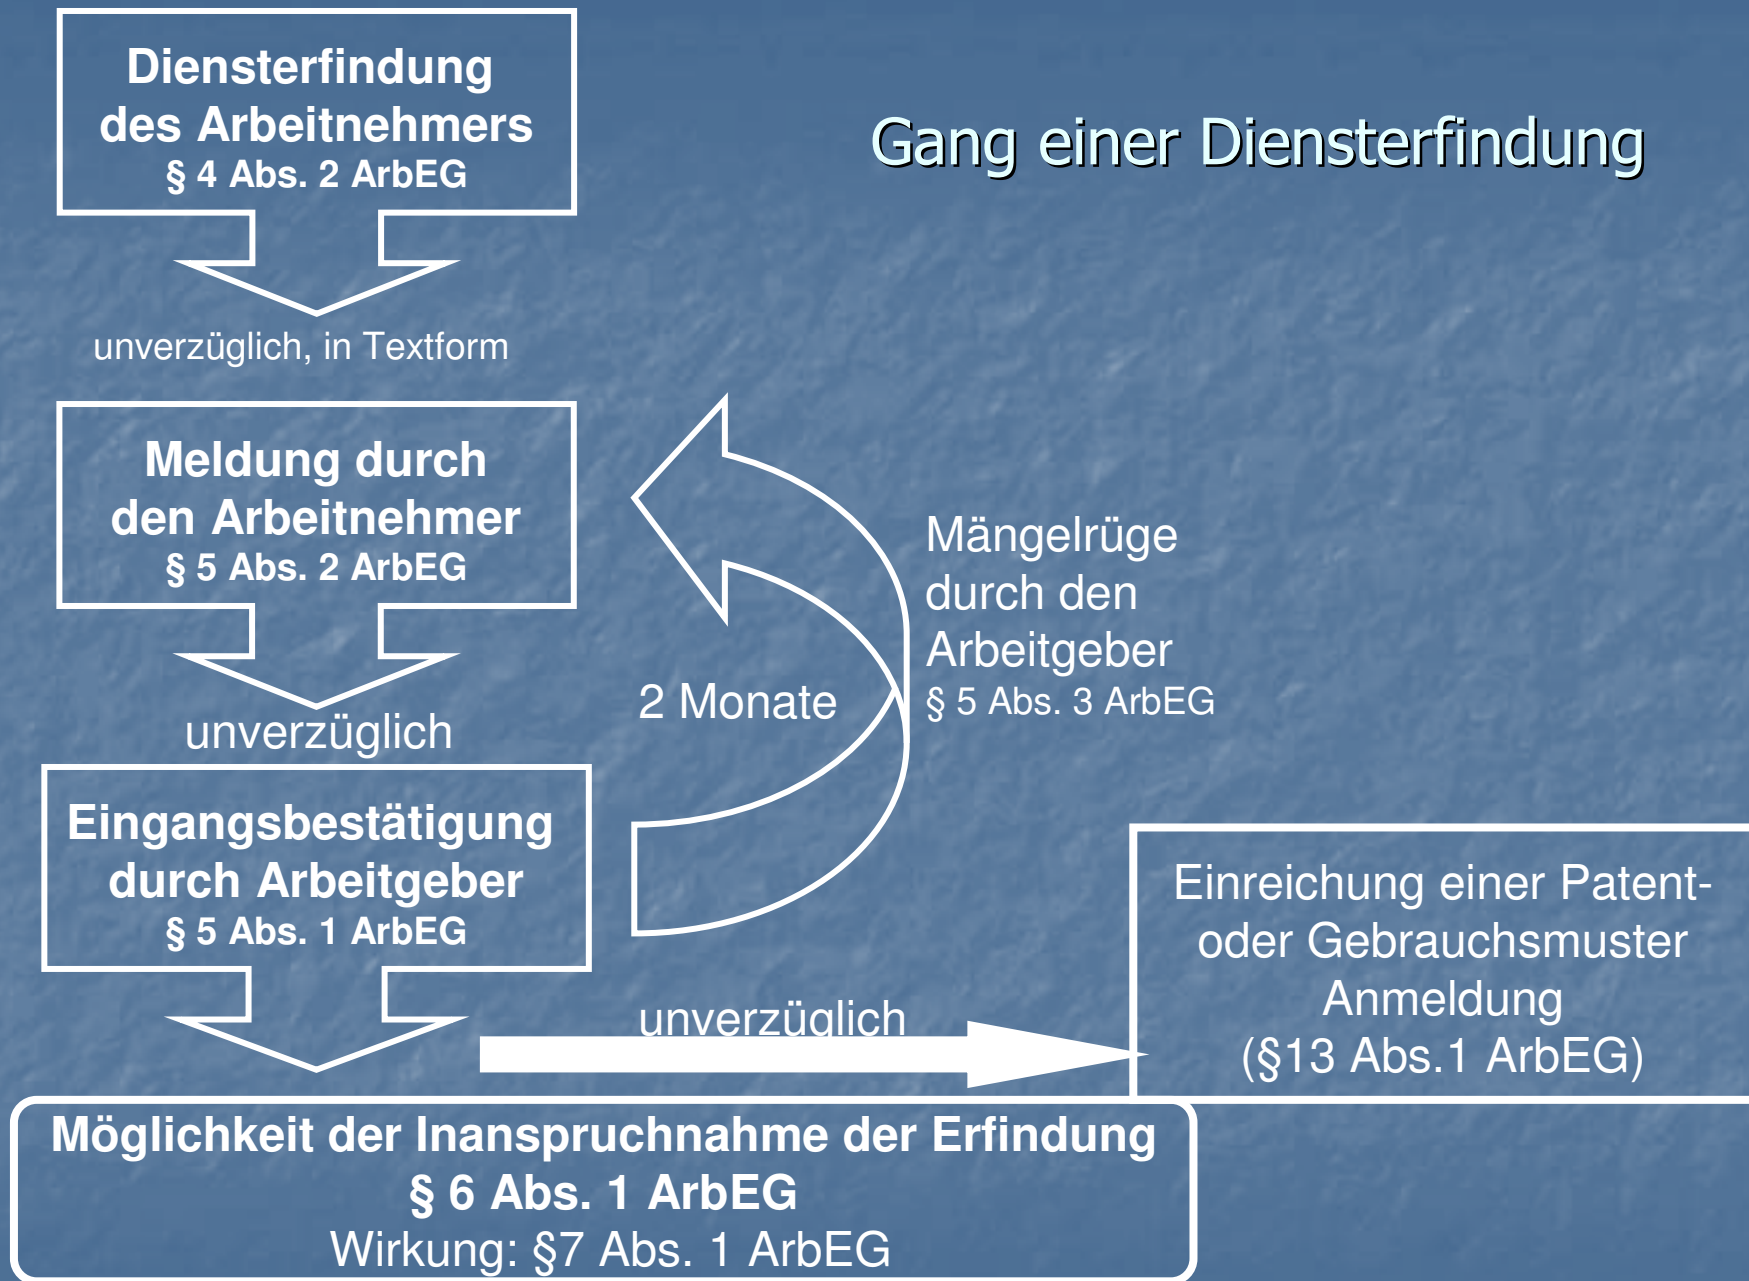 Gang einer Diensterfindung
Diensterfindung
des Arbeitnehmers
§ 4 Abs. 2 ArbEG
unverzüglich, in Textform
Meldung durch
den Arbeitnehmer
§ 5 Abs. 2 ArbEG
unverzüglich
Eingangsbestätigung
durch Arbeitgeber
§ 5 Abs. 1 ArbEG
2 Monate
Mängelrüge
durch den
Arbeitgeber
§ 5 Abs. 3 ArbEG
unverzüglich
Einreichung einer Patent-
oder Gebrauchsmuster
Anmeldung
(§13 Abs.1 ArbEG)
Möglichkeit der Inanspruchnahme der Erfindung
§ 6 Abs. 1 ArbEG
Wirkung: §7 Abs. 1 ArbEG